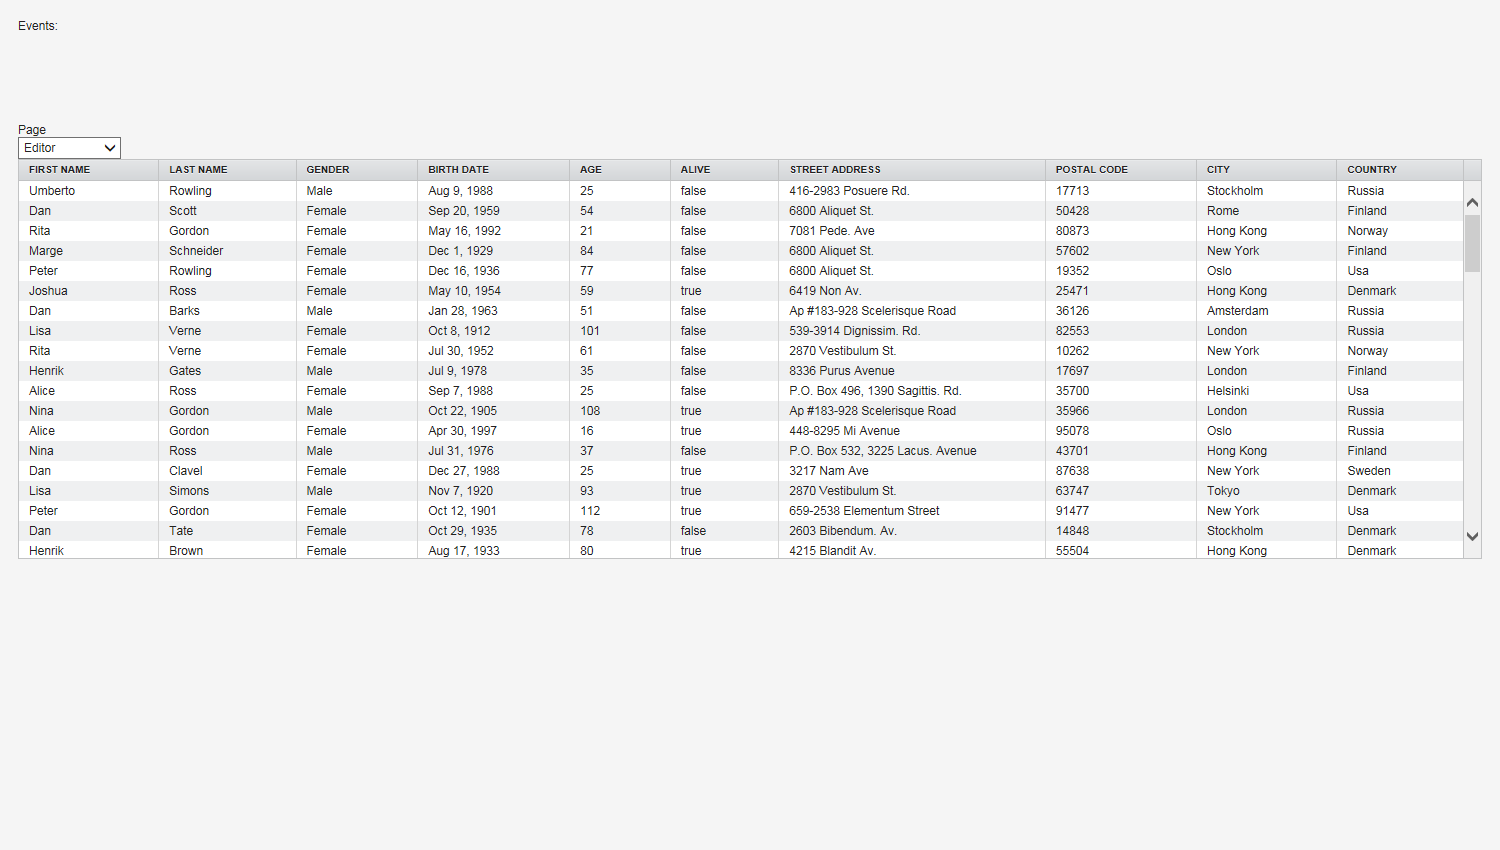 Events:
Page
Editor
FIRST NAME LAST NAME GENDER BIRTH DATE AGE ALIVE STREET ADDRESS POSTAL CODE CITY COUNTRY
Umberto Rowling Male Aug 9, 1988 25 false 416-2983 Posuere Rd. 17713 Stockholm Russia
Dan Scott Female Sep 20, 1959 54 false 6800 Aliquet St. 50428 Rome Finland
Rita Gordon Female May 16, 1992 21 false 7081 Pede. Ave 80873 Hong Kong Norway
Marge Schneider Female Dec 1, 1929 84 false 6800 Aliquet St. 57602 New York Finland
Peter Rowling Female Dec 16, 1936 77 false 6800 Aliquet St. 19352 Oslo Usa
Joshua Ross Female May 10, 1954 59 true 6419 Non Av. 25471 Hong Kong Denmark
Dan Barks Male Jan 28, 1963 51 false Ap #183-928 Scelerisque Road 36126 Amsterdam Russia
Lisa Verne Female Oct 8, 1912 101 false 539-3914 Dignissim. Rd. 82553 London Russia
Rita Verne Female Jul 30, 1952 61 false 2870 Vestibulum St. 10262 New York Norway
Henrik Gates Male Jul 9, 1978 35 false 8336 Purus Avenue 17697 London Finland
Alice Ross Female Sep 7, 1988 25 false P.O. Box 496, 1390 Sagittis. Rd. 35700 Helsinki Usa
Nina Gordon Male Oct 22, 1905 108 true Ap #183-928 Scelerisque Road 35966 London Russia
Alice Gordon Female Apr 30, 1997 16 true 448-8295 Mi Avenue 95078 Oslo Russia
Nina Ross Male Jul 31, 1976 37 false P.O. Box 532, 3225 Lacus. Avenue 43701 Hong Kong Finland
Dan Clavel Female Dec 27, 1988 25 true 3217 Nam Ave 87638 New York Sweden
Lisa Simons Male Nov 7, 1920 93 true 2870 Vestibulum St. 63747 Tokyo Denmark
Peter Gordon Female Oct 12, 1901 112 true 659-2538 Elementum Street 91477 New York Usa
Dan Tate Female Oct 29, 1935 78 false 2603 Bibendum. Av. 14848 Stockholm Denmark
Henrik Brown Female Aug 17, 1933 80 true 4215 Blandit Av. 55504 Hong Kong Denmark